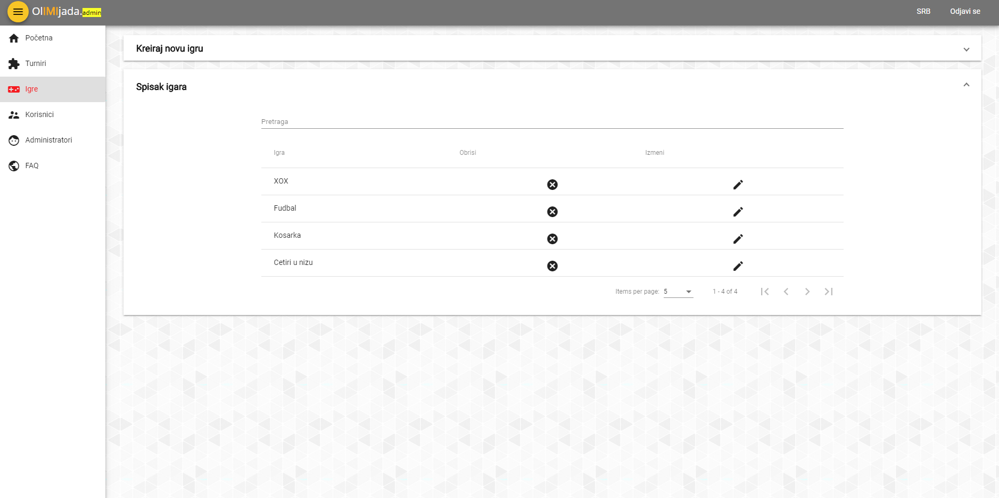 OlIMIjada.admin
SRB
Odjavi se
Početna
Turniri
Igre
Korisnici
Administratori
FAQ
Kreiraj novu igru
Spisak igara
Pretraga
Igra Obrisi Izmeni
XOX
Fudbal
Kosarka
Cetiri u nizu
Items per page: 5 1 - 4 of 4